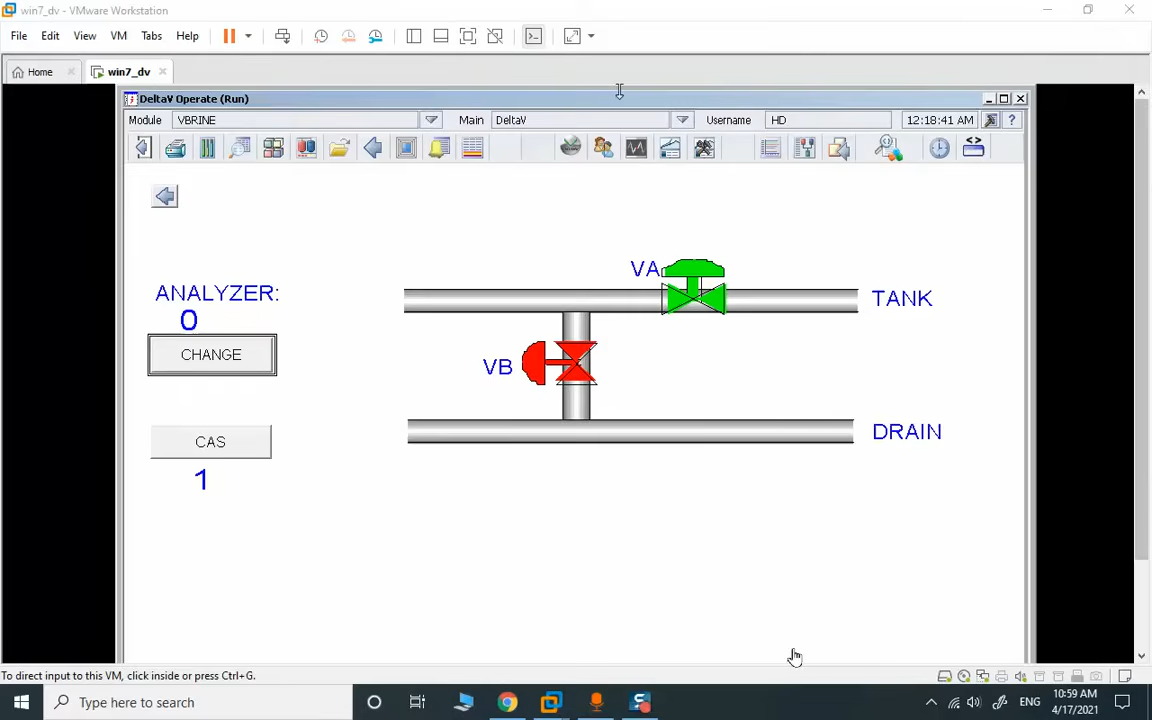 win7_dv - VMware Workstation
File Edit View VM Tabs Help
Home win7_dv
DeltaV Operate (Run)
Module VBRINE Main DeltaV Username HD 12:18:41 AM ?
VA
ANALYZER:
TANK
0
CHANGE
VB
DRAIN
CAS
1
To direct input to this VM, click inside or press Ctrl+G.
Type here to search
ENG
10:59 AM
4/17/2021